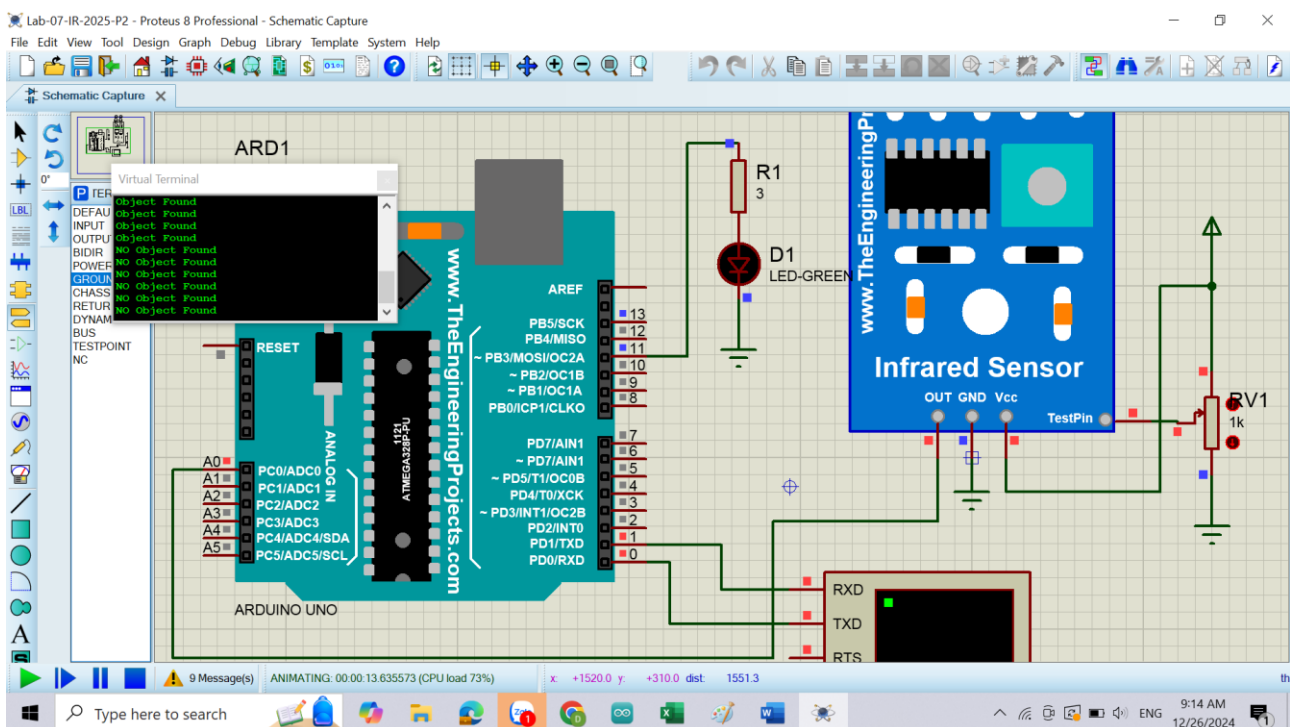 Lab-07-IR-2025-P2 - Proteus 8 Professional - Schematic Capture
File Edit View Tool Design Graph Debug Library Template System Help
Schematic Capture
0°
LBL
A
S
P TER
DEFAU
INPUT
OUTPU
BIDIR
POWER
GROUN
CHASS
RETUR
DYNAM
BUS
TESTPOINT
NC
Virtual Terminal
Object Found
Object Found
Object Found
Object Found
NO Object Found
NO Object Found
NO Object Found
NO Object Found
NO Object Found
NO Object Found
ARD1
www.TheEngineeringProjects.com
RESET
ANALOG IN
1121
ATMEGA328P-PU
A0 PC0/ADC0
A1 PC1/ADC1
A2 PC2/ADC2
A3 PC3/ADC3
A4 PC4/ADC4/SDA
A5 PC5/ADC5/SCL
AREF
PB5/SCK 13
PB4/MISO 12
~ PB3/MOSI/OC2A 11
~ PB2/OC1B 10
~ PB1/OC1A 9
PB0/ICP1/CLKO 8
PD7/AIN1 7
~ PD7/AIN1 6
~ PD5/T1/OC0B 5
PD4/T0/XCK 4
~ PD3/INT1/OC2B 3
PD2/INT0 2
PD1/TXD 1
PD0/RXD 0
ARDUINO UNO
R1
3
D1
LED-GREEN
www.TheEngineeringPr
Infrared Sensor
OUT GND Vcc
TestPin
RV1
1k
RXD
TXD
RTS
9 Message(s) ANIMATING: 00:00:13.635573 (CPU load 73%) x: +1520.0 y: +310.0 dist: 1551.3 th
Type here to search
ENG
9:14 AM
12/26/2024